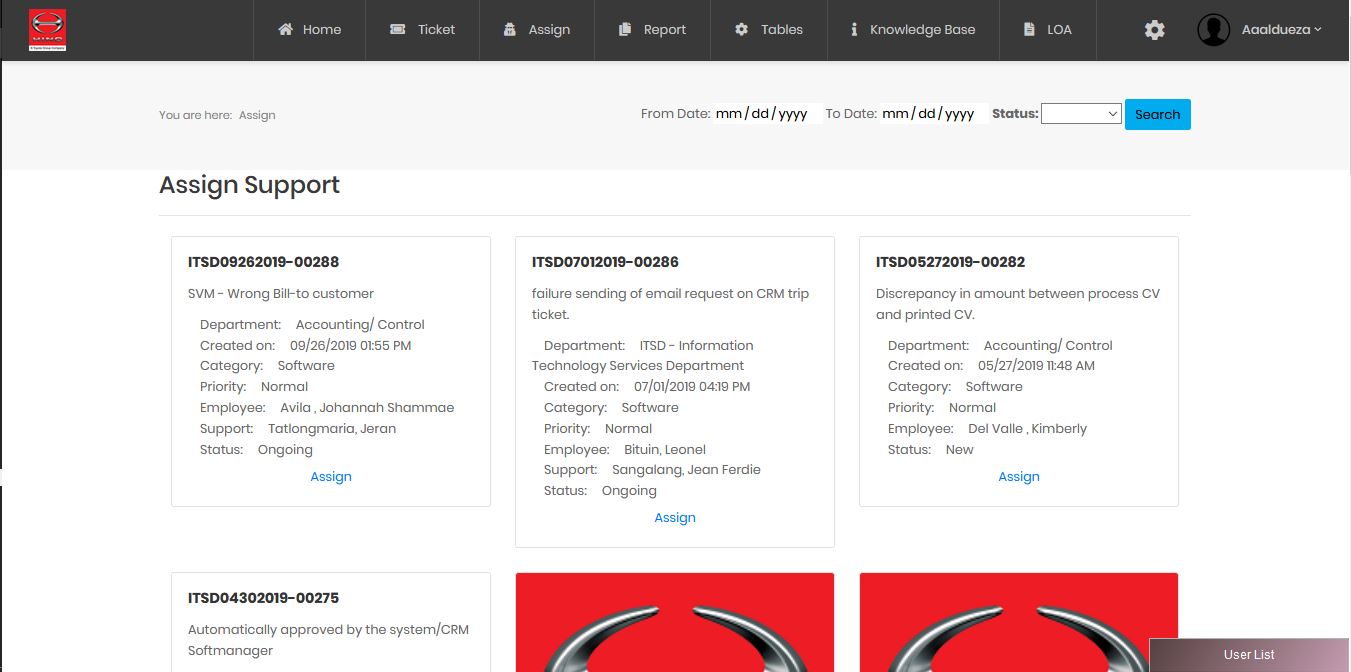 HINO
Home
Ticket
Assign
Report
Tables
Knowledge Base
LOA
Aaaldueza
You are here: Assign
From Date: mm/dd/yyyy To Date: mm/dd/yyyy Status: Search
Assign Support
ITSD09262019-00288
SVM - Wrong Bill-to customer
Department: Accounting/ Control
Created on: 09/26/2019 01:55 PM
Category: Software
Priority: Normal
Employee: Avila , Johannah Shammae
Support: Tatlongmaria, Jeran
Status: Ongoing
Assign
ITSD07012019-00286
failure sending of email request on CRM trip
ticket.
Department: ITSD - Information
Technology Services Department
Created on: 07/01/2019 04:19 PM
Category: Software
Priority: Normal
Employee: Bituin, Leonel
Support: Sangalang, Jean Ferdie
Status: Ongoing
Assign
ITSD05272019-00282
Discrepancy in amount between process CV
and printed CV.
Department: Accounting/ Control
Created on: 05/27/2019 11:48 AM
Category: Software
Priority: Normal
Employee: Del Valle , Kimberly
Status: New
Assign
ITSD04302019-00275
Automatically approved by the system/CRM
Softmanager
User List